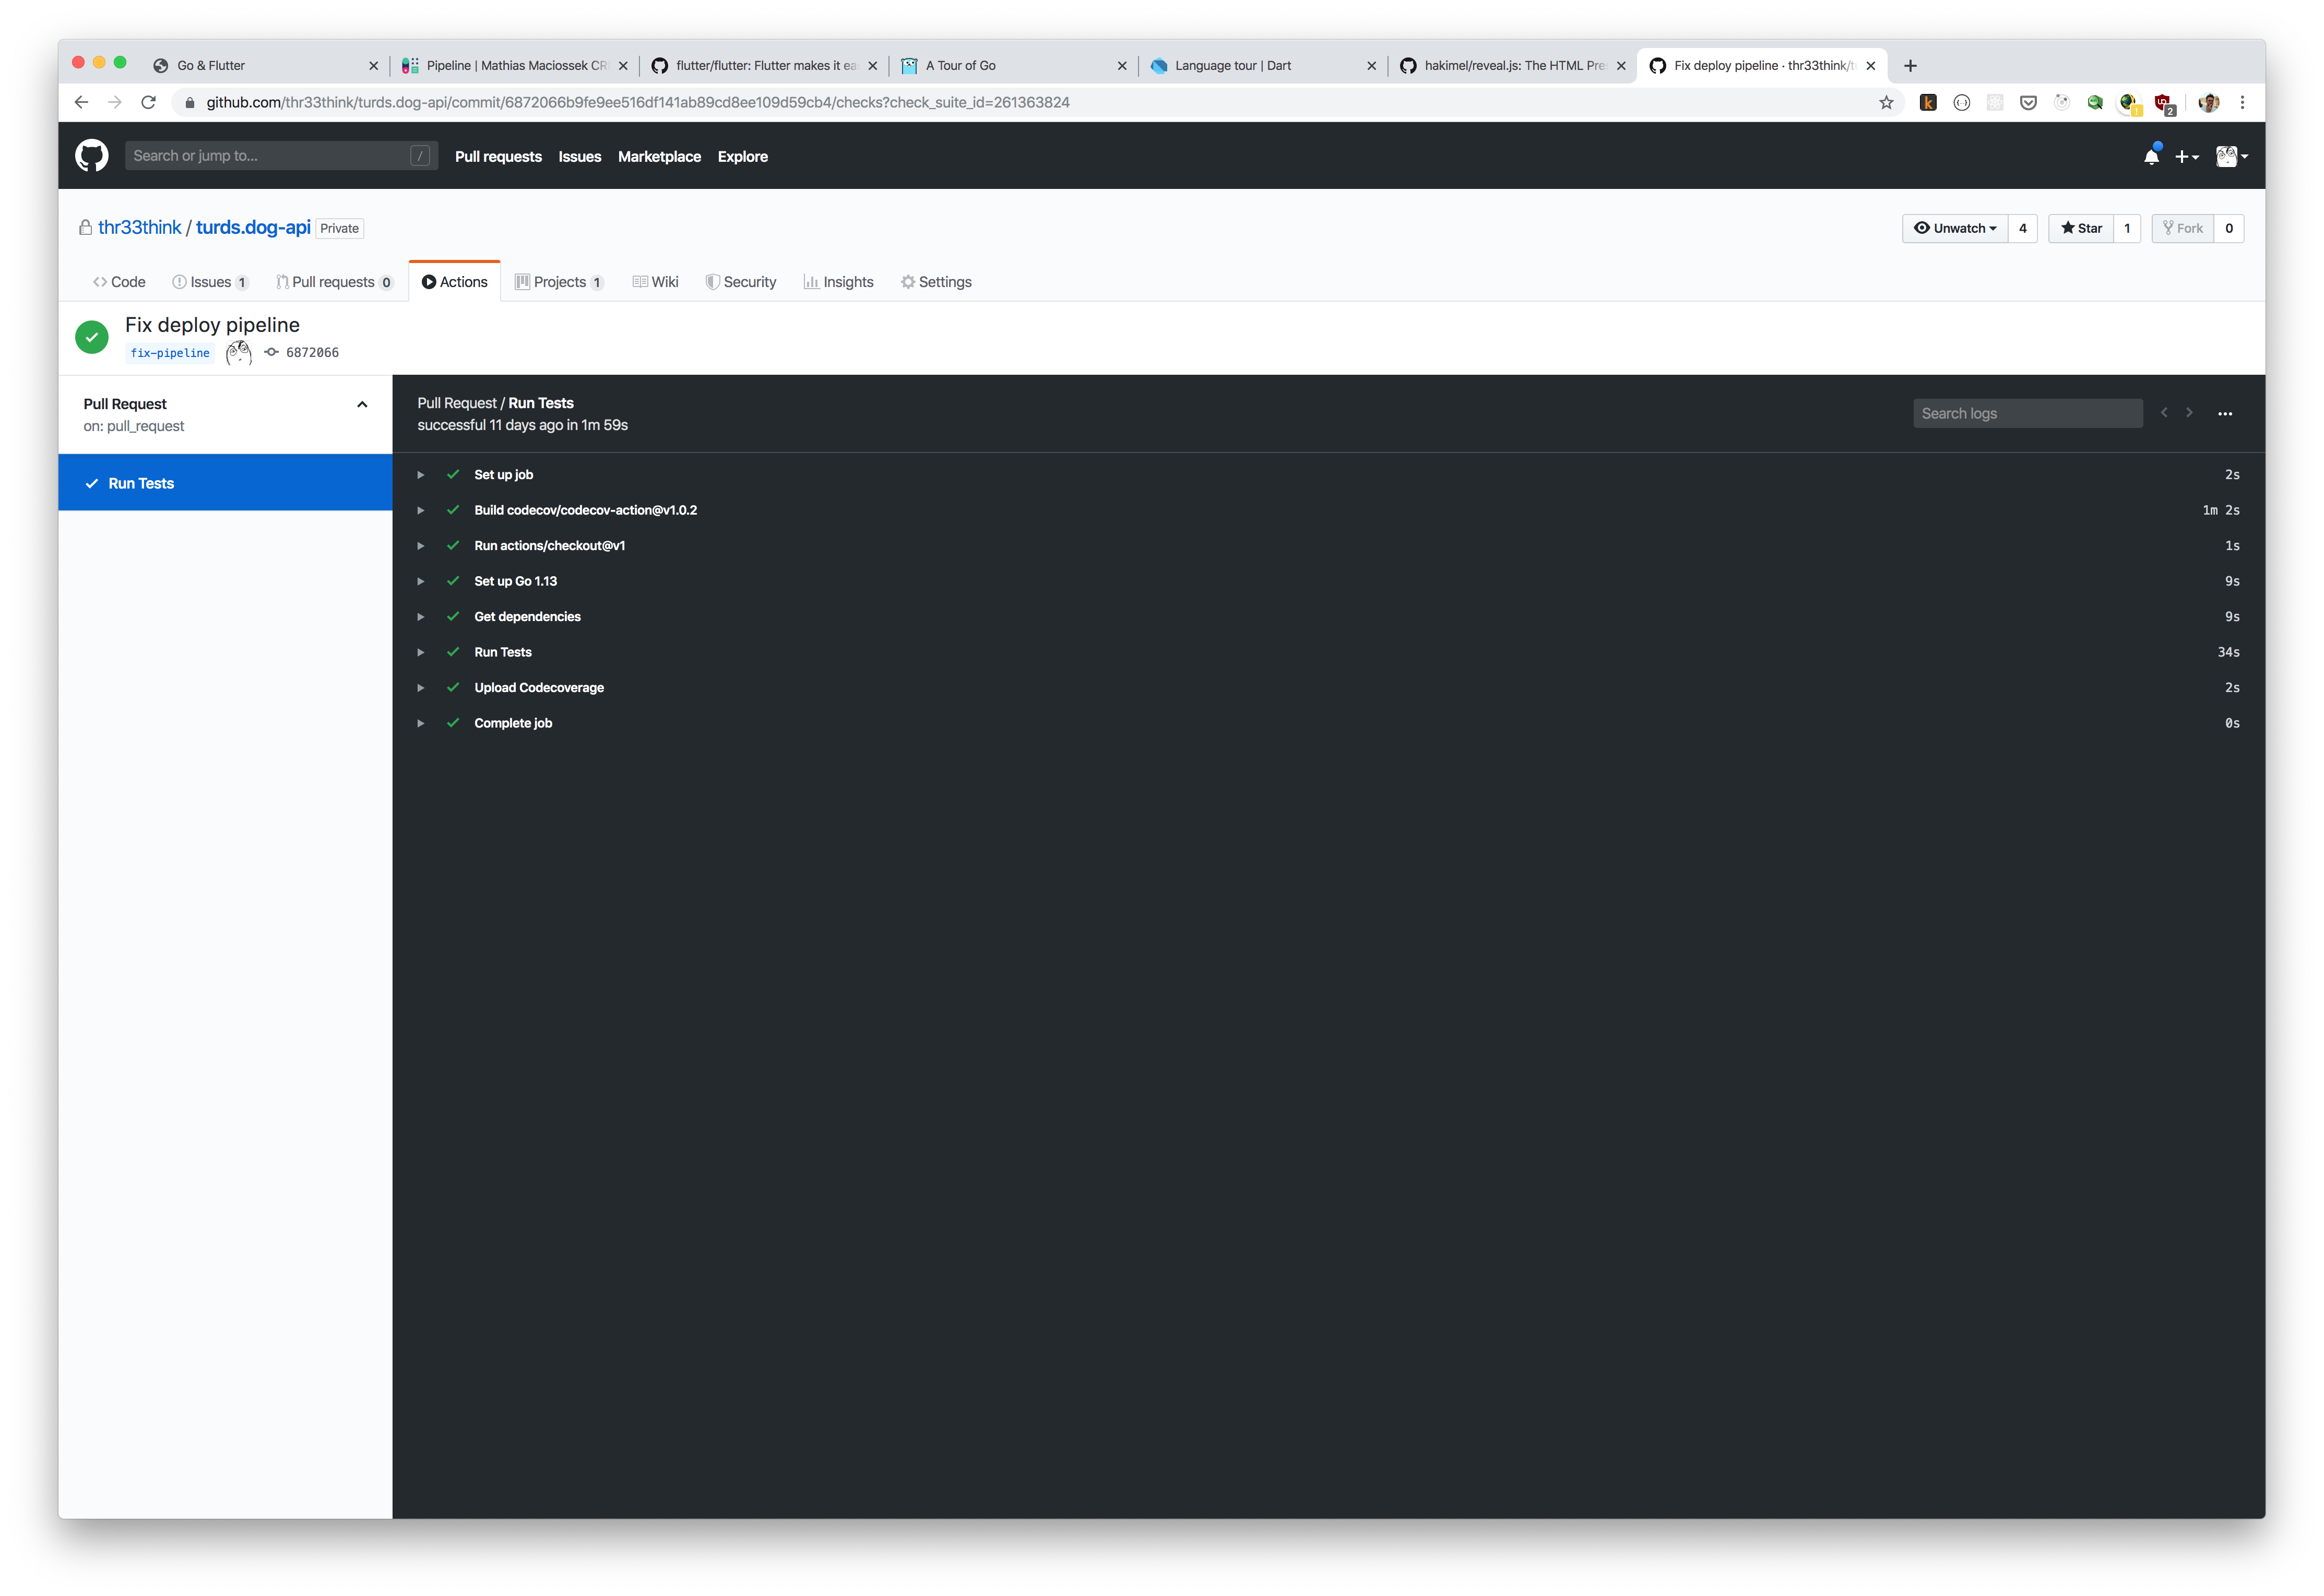 Go & Flutter
Pipeline | Mathias Maciossek CR
flutter/flutter: Flutter makes it ea
A Tour of Go
Language tour | Dart
hakimel/reveal.js: The HTML Pre
Fix deploy pipeline · thr33think/t
github.com/thr33think/turds.dog-api/commit/6872066b9fe9ee516df141ab89cd8ee109d59cb4/checks?check_suite_id=261363824
k
2
Search or jump to...
/
Pull requests
Issues
Marketplace
Explore
thr33think / turds.dog-api Private
Unwatch 4
Star 1
Fork 0
Code
Issues 1
Pull requests 0
Actions
Projects 1
Wiki
Security
Insights
Settings
Fix deploy pipeline
fix-pipeline 6872066
Pull Request
on: pull_request
Run Tests
Pull Request / Run Tests
successful 11 days ago in 1m 59s
Search logs
Set up job 2s
Build codecov/codecov-action@v1.0.2 1m 2s
Run actions/checkout@v1 1s
Set up Go 1.13 9s
Get dependencies 9s
Run Tests 34s
Upload Codecoverage 2s
Complete job 0s